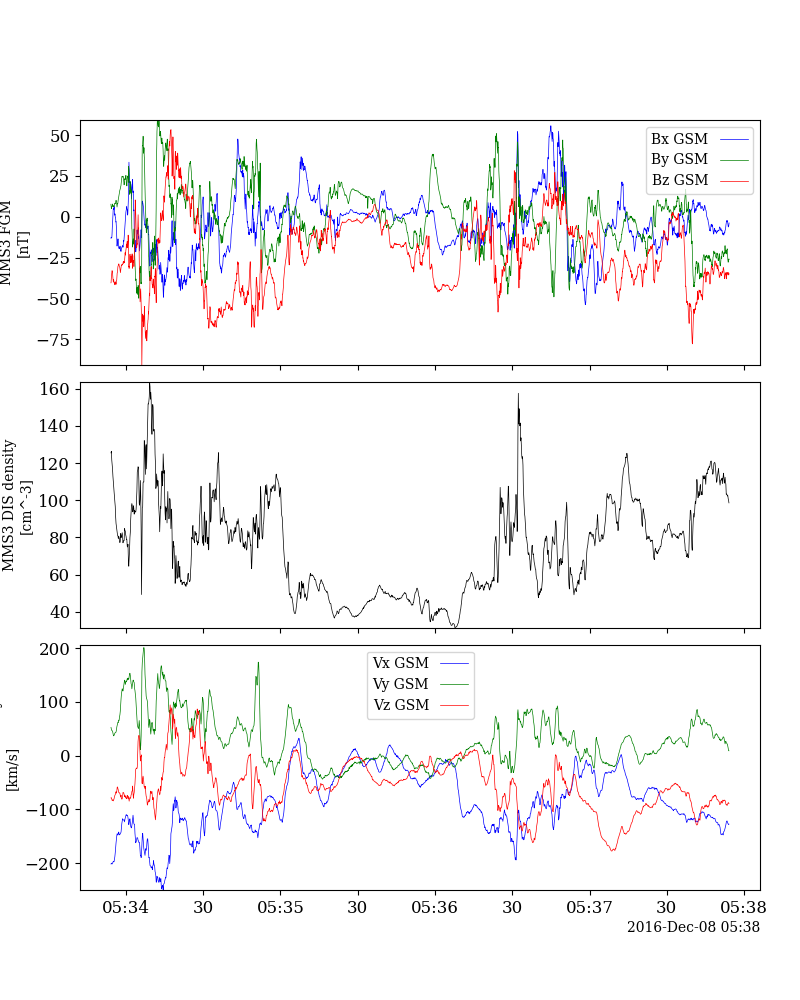 MMS3 FGM
[nT]
50
25
0
−25
−50
−75
Bx GSM
By GSM
Bz GSM
MMS3 DIS density
[cm^-3]
160
140
120
100
80
60
40
[km/s]
200
100
0
−100
−200
Vx GSM
Vy GSM
Vz GSM
05:34 30 05:35 30 05:36 30 05:37 30 05:38
2016-Dec-08 05:38